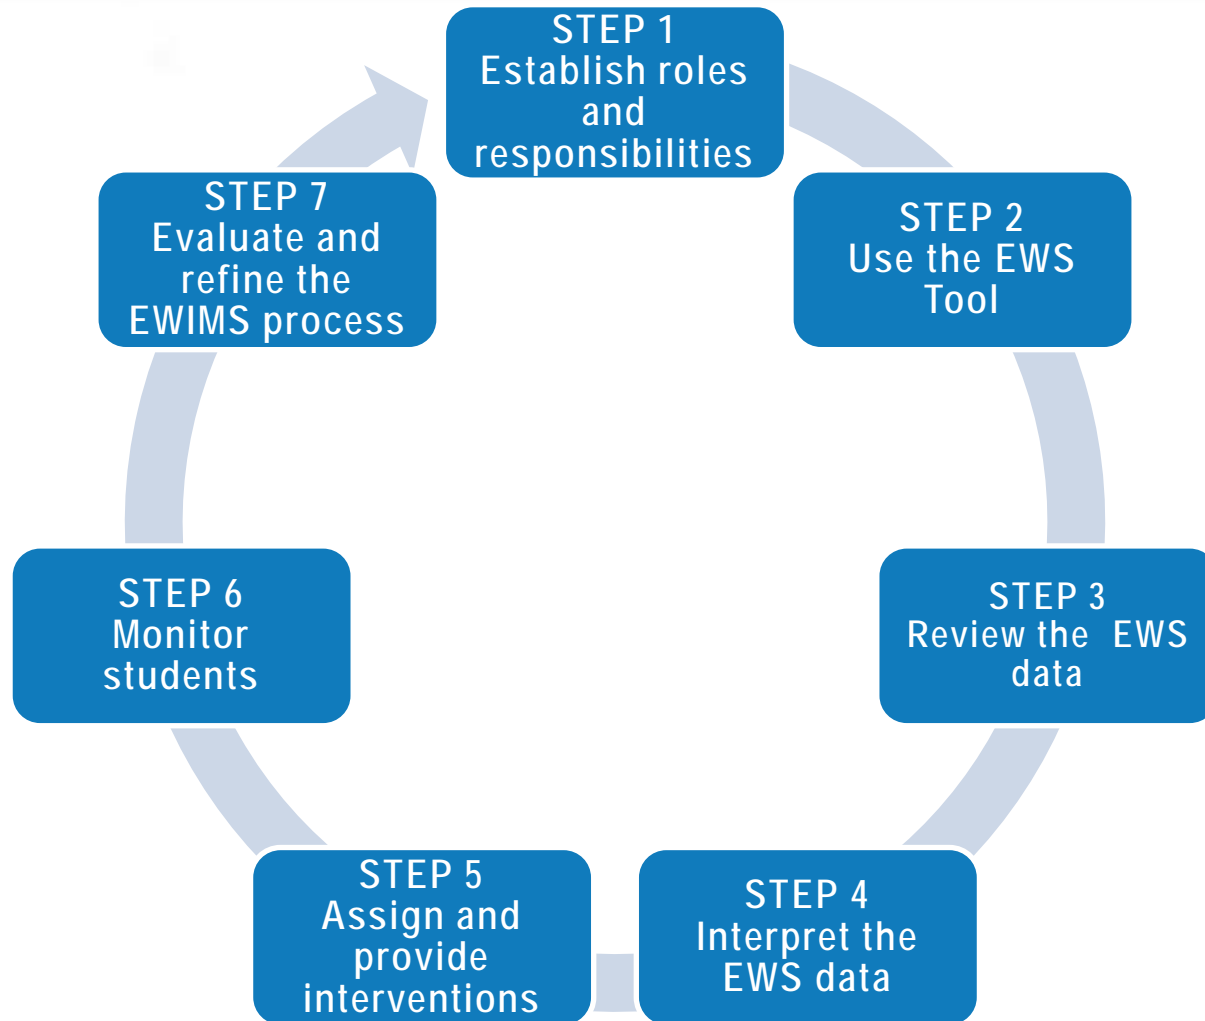 STEP 1
Establish roles
and
responsibilities
STEP 2
Use the EWS
Tool
STEP 3
Review the EWS
data
STEP 4
Interpret the
EWS data
STEP 5
Assign and
provide
interventions
STEP 6
Monitor
students
STEP 7
Evaluate and
refine the
EWIMS process